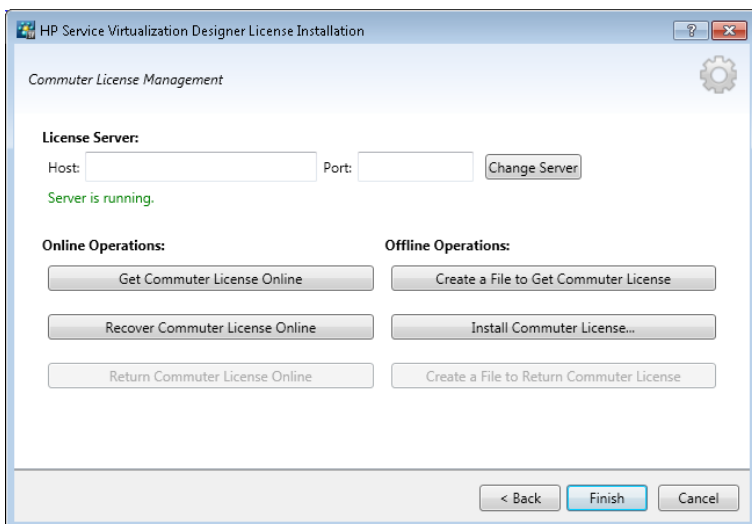 HP Service Virtualization Designer License Installation
Commuter License Management
License Server:
Host: Port: Change Server
Server is running.
Online Operations: Offline Operations:
Get Commuter License Online Create a File to Get Commuter License
Recover Commuter License Online Install Commuter License...
Return Commuter License Online Create a File to Return Commuter License
< Back Finish Cancel